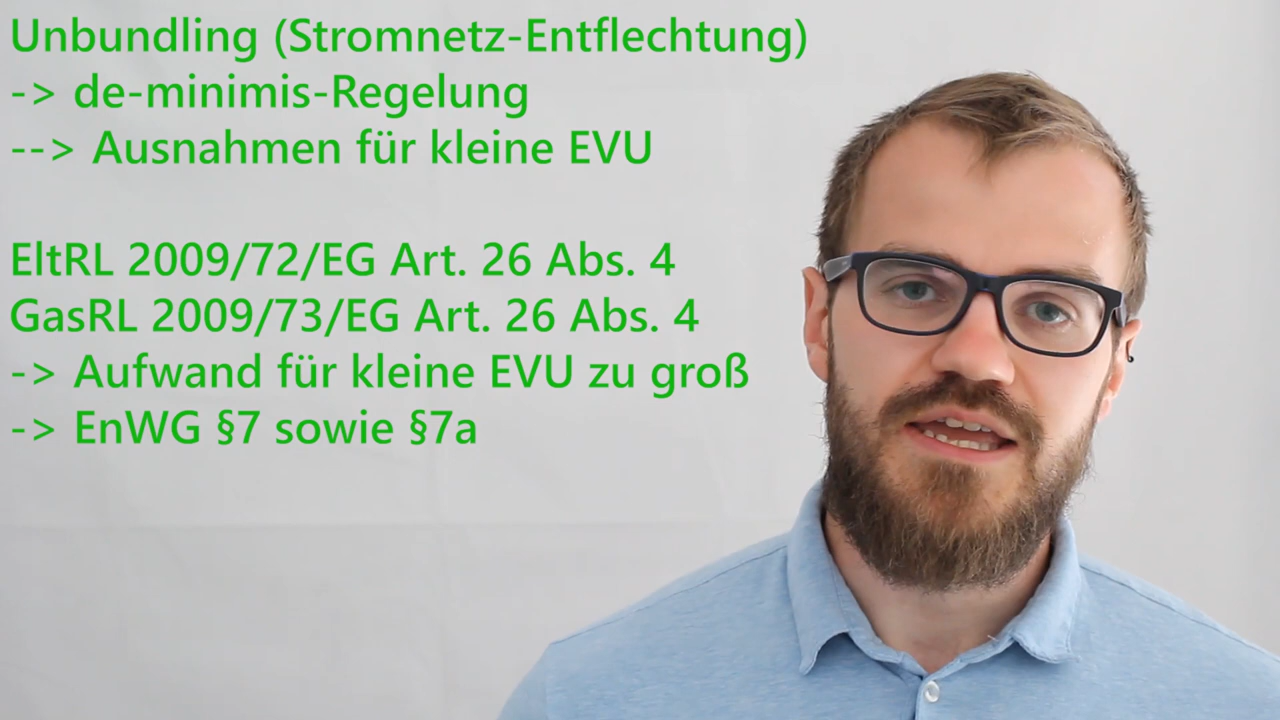 Unbundling (Stromnetz-Entflechtung)
-> de-minimis-Regelung
--> Ausnahmen für kleine EVU
EltRL 2009/72/EG Art. 26 Abs. 4
GasRL 2009/73/EG Art. 26 Abs. 4
-> Aufwand für kleine EVU zu groß
-> EnWG §7 sowie §7a